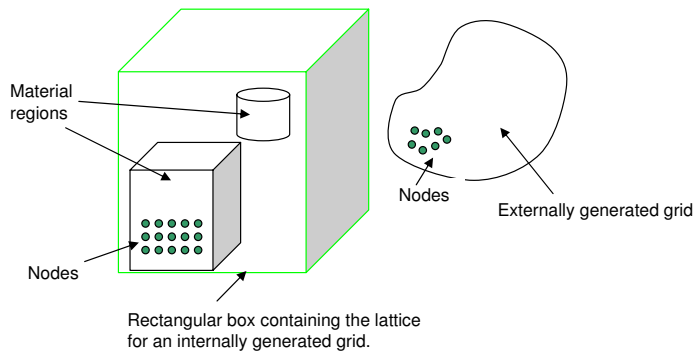 Material
regions
Nodes
Externally generated grid
Nodes
Rectangular box containing the lattice
for an internally generated grid.